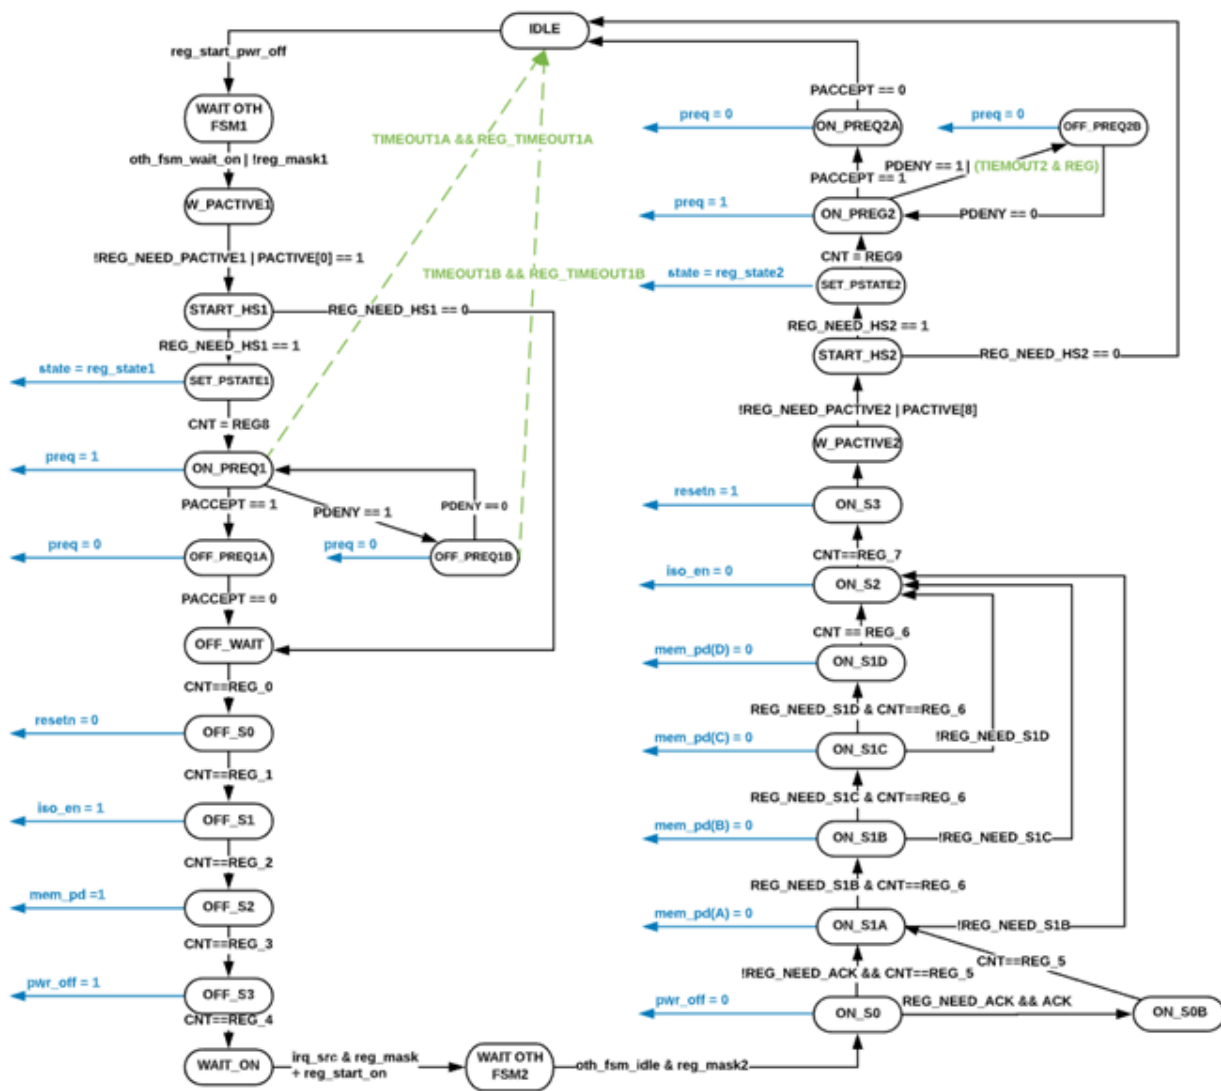 IDLE
reg_start_pwr_off
WAIT OTH
FSM1
oth_fsm_wait_on | !reg_mask1
W_PACTIVE1
!REG_NEED_PACTIVE1 | PACTIVE[0] == 1
START_HS1
REG_NEED_HS1 == 0
REG_NEED_HS1 == 1
state = reg_state1
SET_PSTATE1
CNT = REG8
preq = 1
ON_PREQ1
PACCEPT == 1
PDENY == 1
PDENY == 0
preq = 0
OFF_PREQ1A
preq = 0
OFF_PREQ1B
PACCEPT == 0
OFF_WAIT
CNT==REG_0
resetn = 0
OFF_S0
CNT==REG_1
iso_en = 1
OFF_S1
CNT==REG_2
mem_pd =1
OFF_S2
CNT==REG_3
pwr_off = 1
OFF_S3
CNT==REG_4
WAIT_ON
irq_src & reg_mask
+ reg_start_on
WAIT OTH
FSM2
oth_fsm_idle & reg_mask2
TIMEOUT1A && REG_TIMEOUT1A
TIMEOUT1B && REG_TIMEOUT1B
PACCEPT == 0
preq = 0
ON_PREQ2A
preq = 0
OFF_PREQ2B
PDENY == 1 | (TIEMOUT2 & REG)
PACCEPT == 1
preq = 1
ON_PREG2
PDENY == 0
CNT = REG9
state = reg_state2
SET_PSTATE2
REG_NEED_HS2 == 1
START_HS2
REG_NEED_HS2 == 0
!REG_NEED_PACTIVE2 | PACTIVE[8]
W_PACTIVE2
resetn = 1
ON_S3
CNT==REG_7
iso_en = 0
ON_S2
CNT == REG_6
mem_pd(D) = 0
ON_S1D
REG_NEED_S1D & CNT==REG_6
!REG_NEED_S1D
mem_pd(C) = 0
ON_S1C
REG_NEED_S1C & CNT==REG_6
mem_pd(B) = 0
ON_S1B
!REG_NEED_S1C
REG_NEED_S1B & CNT==REG_6
mem_pd(A) = 0
ON_S1A
!REG_NEED_S1B
CNT==REG_5
!REG_NEED_ACK && CNT==REG_5
pwr_off = 0
ON_S0
REG_NEED_ACK && ACK
ON_S0B